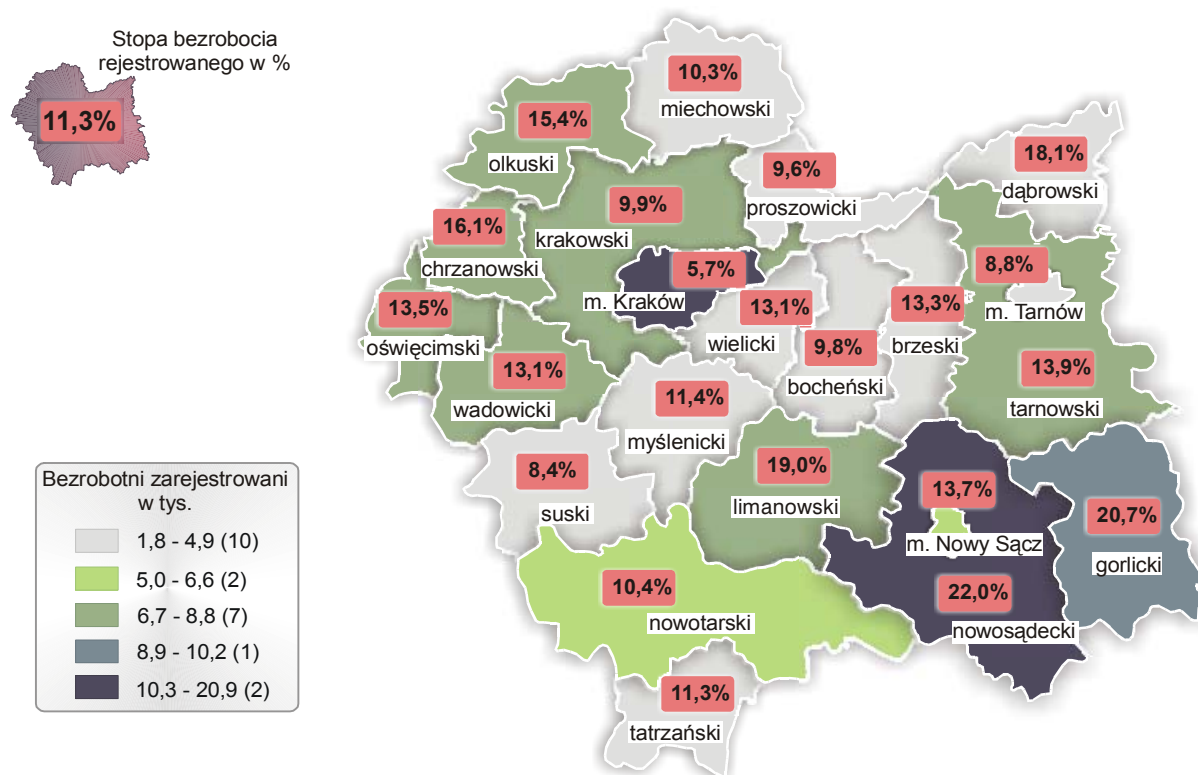 Stopa bezrobocia
rejestrowanego w %
11,3%
10,3%
miechowski
15,4%
olkuski
18,1%
dąbrowski
9,6%
proszowicki
9,9%
krakowski
16,1%
chrzanowski
5,7%
m. Kraków
8,8%
m. Tarnów
13,5%
oświęcimski
13,1%
wielicki
13,3%
brzeski
9,8%
bocheński
13,1%
wadowicki
13,9%
tarnowski
11,4%
myślenicki
8,4%
suski
19,0%
limanowski
13,7%
m. Nowy Sącz
20,7%
gorlicki
10,4%
nowotarski
22,0%
nowosądecki
11,3%
tatrzański
Bezrobotni zarejestrowani
w tys.
1,8 - 4,9 (10)
5,0 - 6,6 (2)
6,7 - 8,8 (7)
8,9 - 10,2 (1)
10,3 - 20,9 (2)